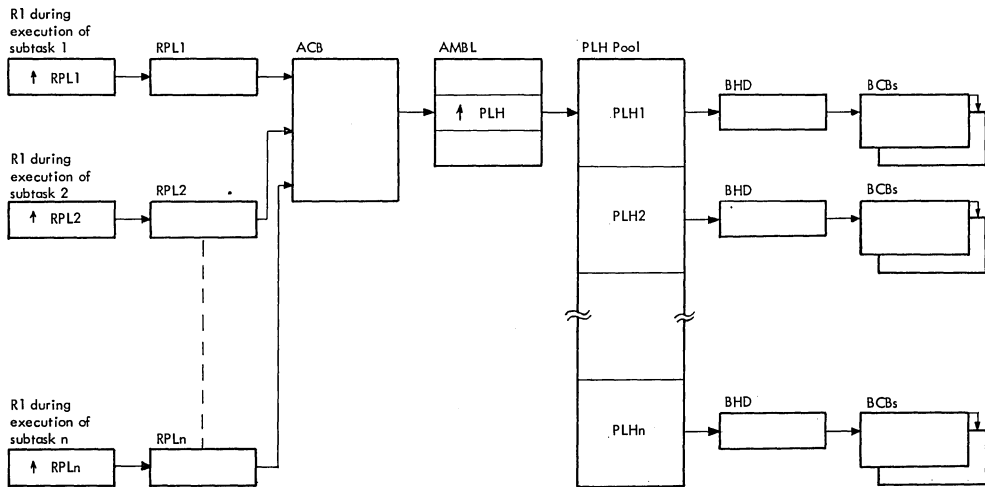 R1 during
execution of
subtask 1
↑ RPL1
RPL1
ACB
AMBL
↑ PLH
PLH Pool
PLH1
BHD
BCBs
R1 during
execution of
subtask 2
↑ RPL2
RPL2
PLH2
BHD
BCBs
R1 during
execution of
subtask n
↑ RPLn
RPLn
PLHn
BHD
BCBs